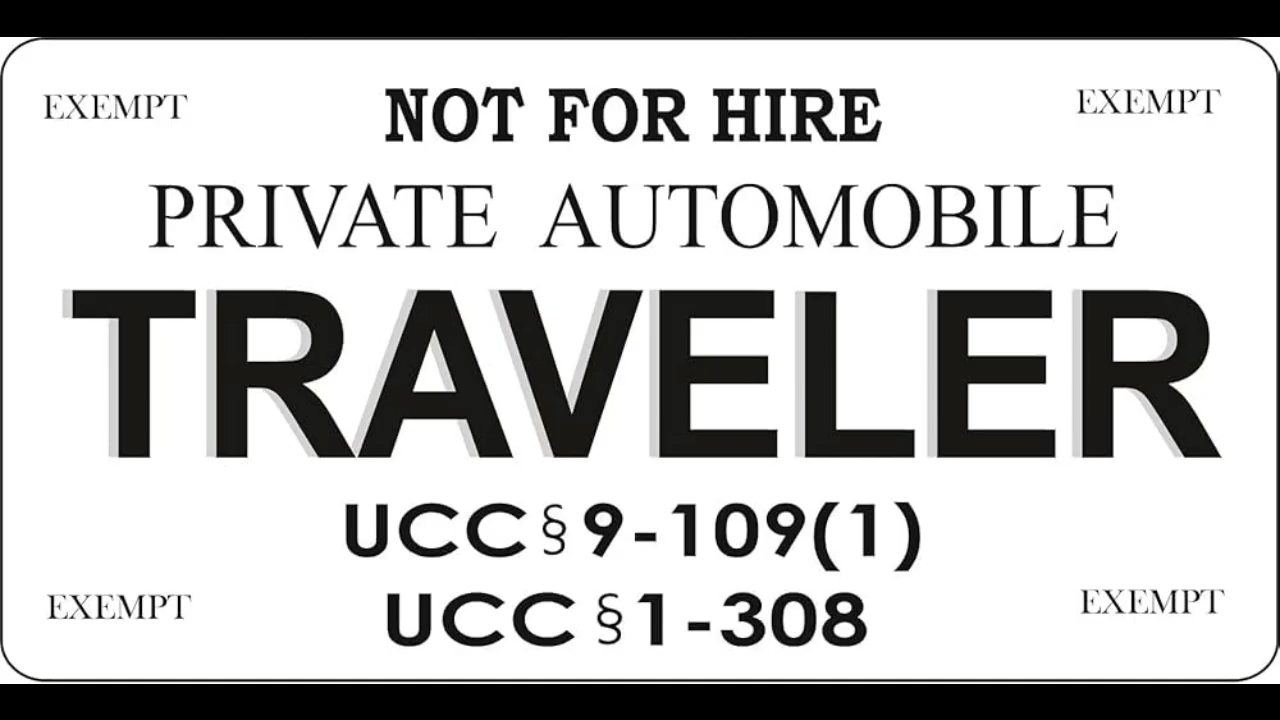 EXEMPT NOT FOR HIRE EXEMPT
PRIVATE AUTOMOBILE
TRAVELER
UCC § 9-109(1)
EXEMPT UCC § 1-308 EXEMPT